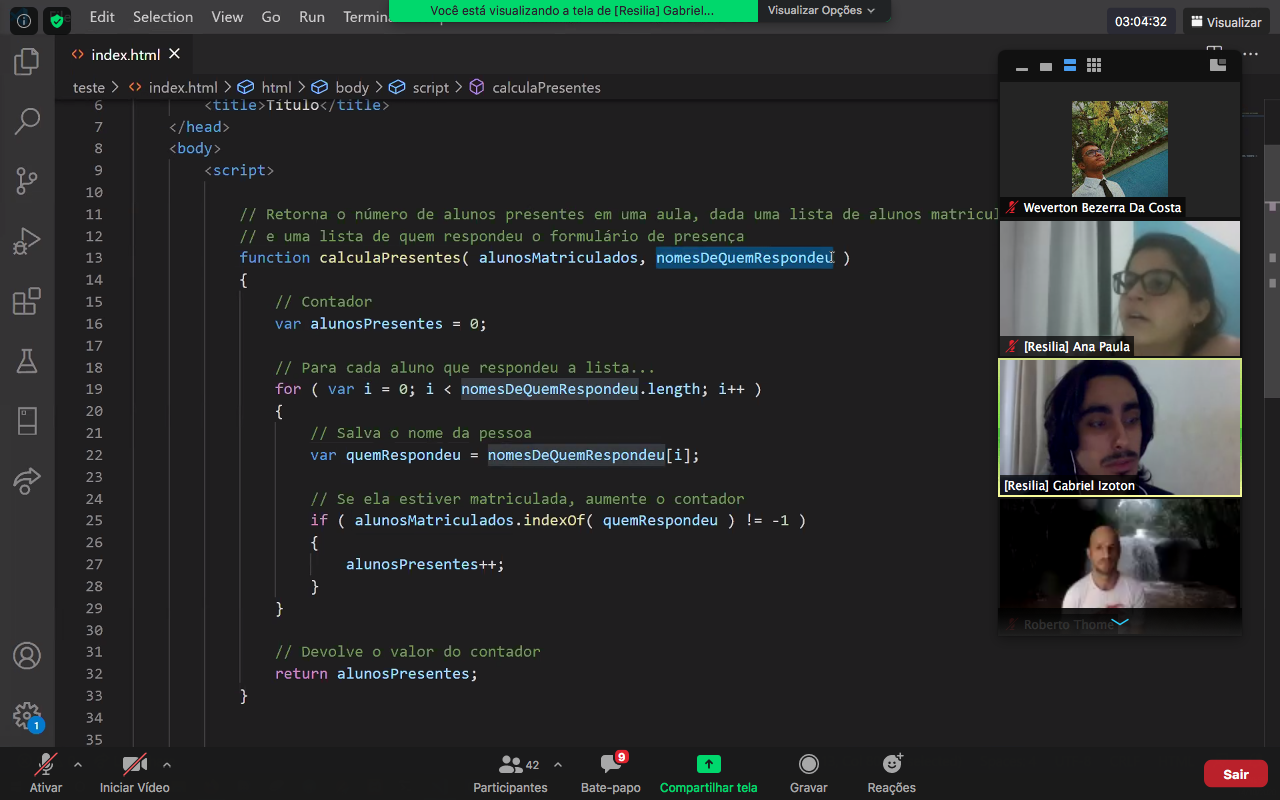 File Edit Selection View Go Run Termin
Você está visualizando a tela de [Resilia] Gabriel...
Visualizar Opções
03:04:32
Visualizar
index.html
teste > index.html > html > body > script > calculaPresentes
6 <title>Titulo</title>
7 </head>
8 <body>
9 <script>
10
11 // Retorna o número de alunos presentes em uma aula, dada uma lista de alunos matricul
12 // e uma lista de quem respondeu o formulário de presença
13 function calculaPresentes( alunosMatriculados, nomesDeQuemRespondeu )
14 {
15 // Contador
16 var alunosPresentes = 0;
17
18 // Para cada aluno que respondeu a lista...
19 for ( var i = 0; i < nomesDeQuemRespondeu.length; i++ )
20 {
21 // Salva o nome da pessoa
22 var quemRespondeu = nomesDeQuemRespondeu[i];
23
24 // Se ela estiver matriculada, aumente o contador
25 if ( alunosMatriculados.indexOf( quemRespondeu ) != -1 )
26 {
27 alunosPresentes++;
28 }
29 }
30
31 // Devolve o valor do contador
32 return alunosPresentes;
33 }
34
35
Weverton Bezerra Da Costa
[Resilia] Ana Paula
[Resilia] Gabriel Izoton
Roberto Thome
1
Ativar
Iniciar Vídeo
42
Participantes
9
Bate-papo
Compartilhar tela
Gravar
Reações
Sair